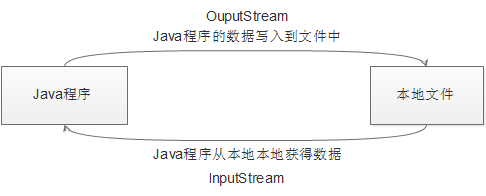 OuputStream
Java程序的数据写入到文件中
Java程序
本地文件
Java程序从本地本地获得数据
InputStream